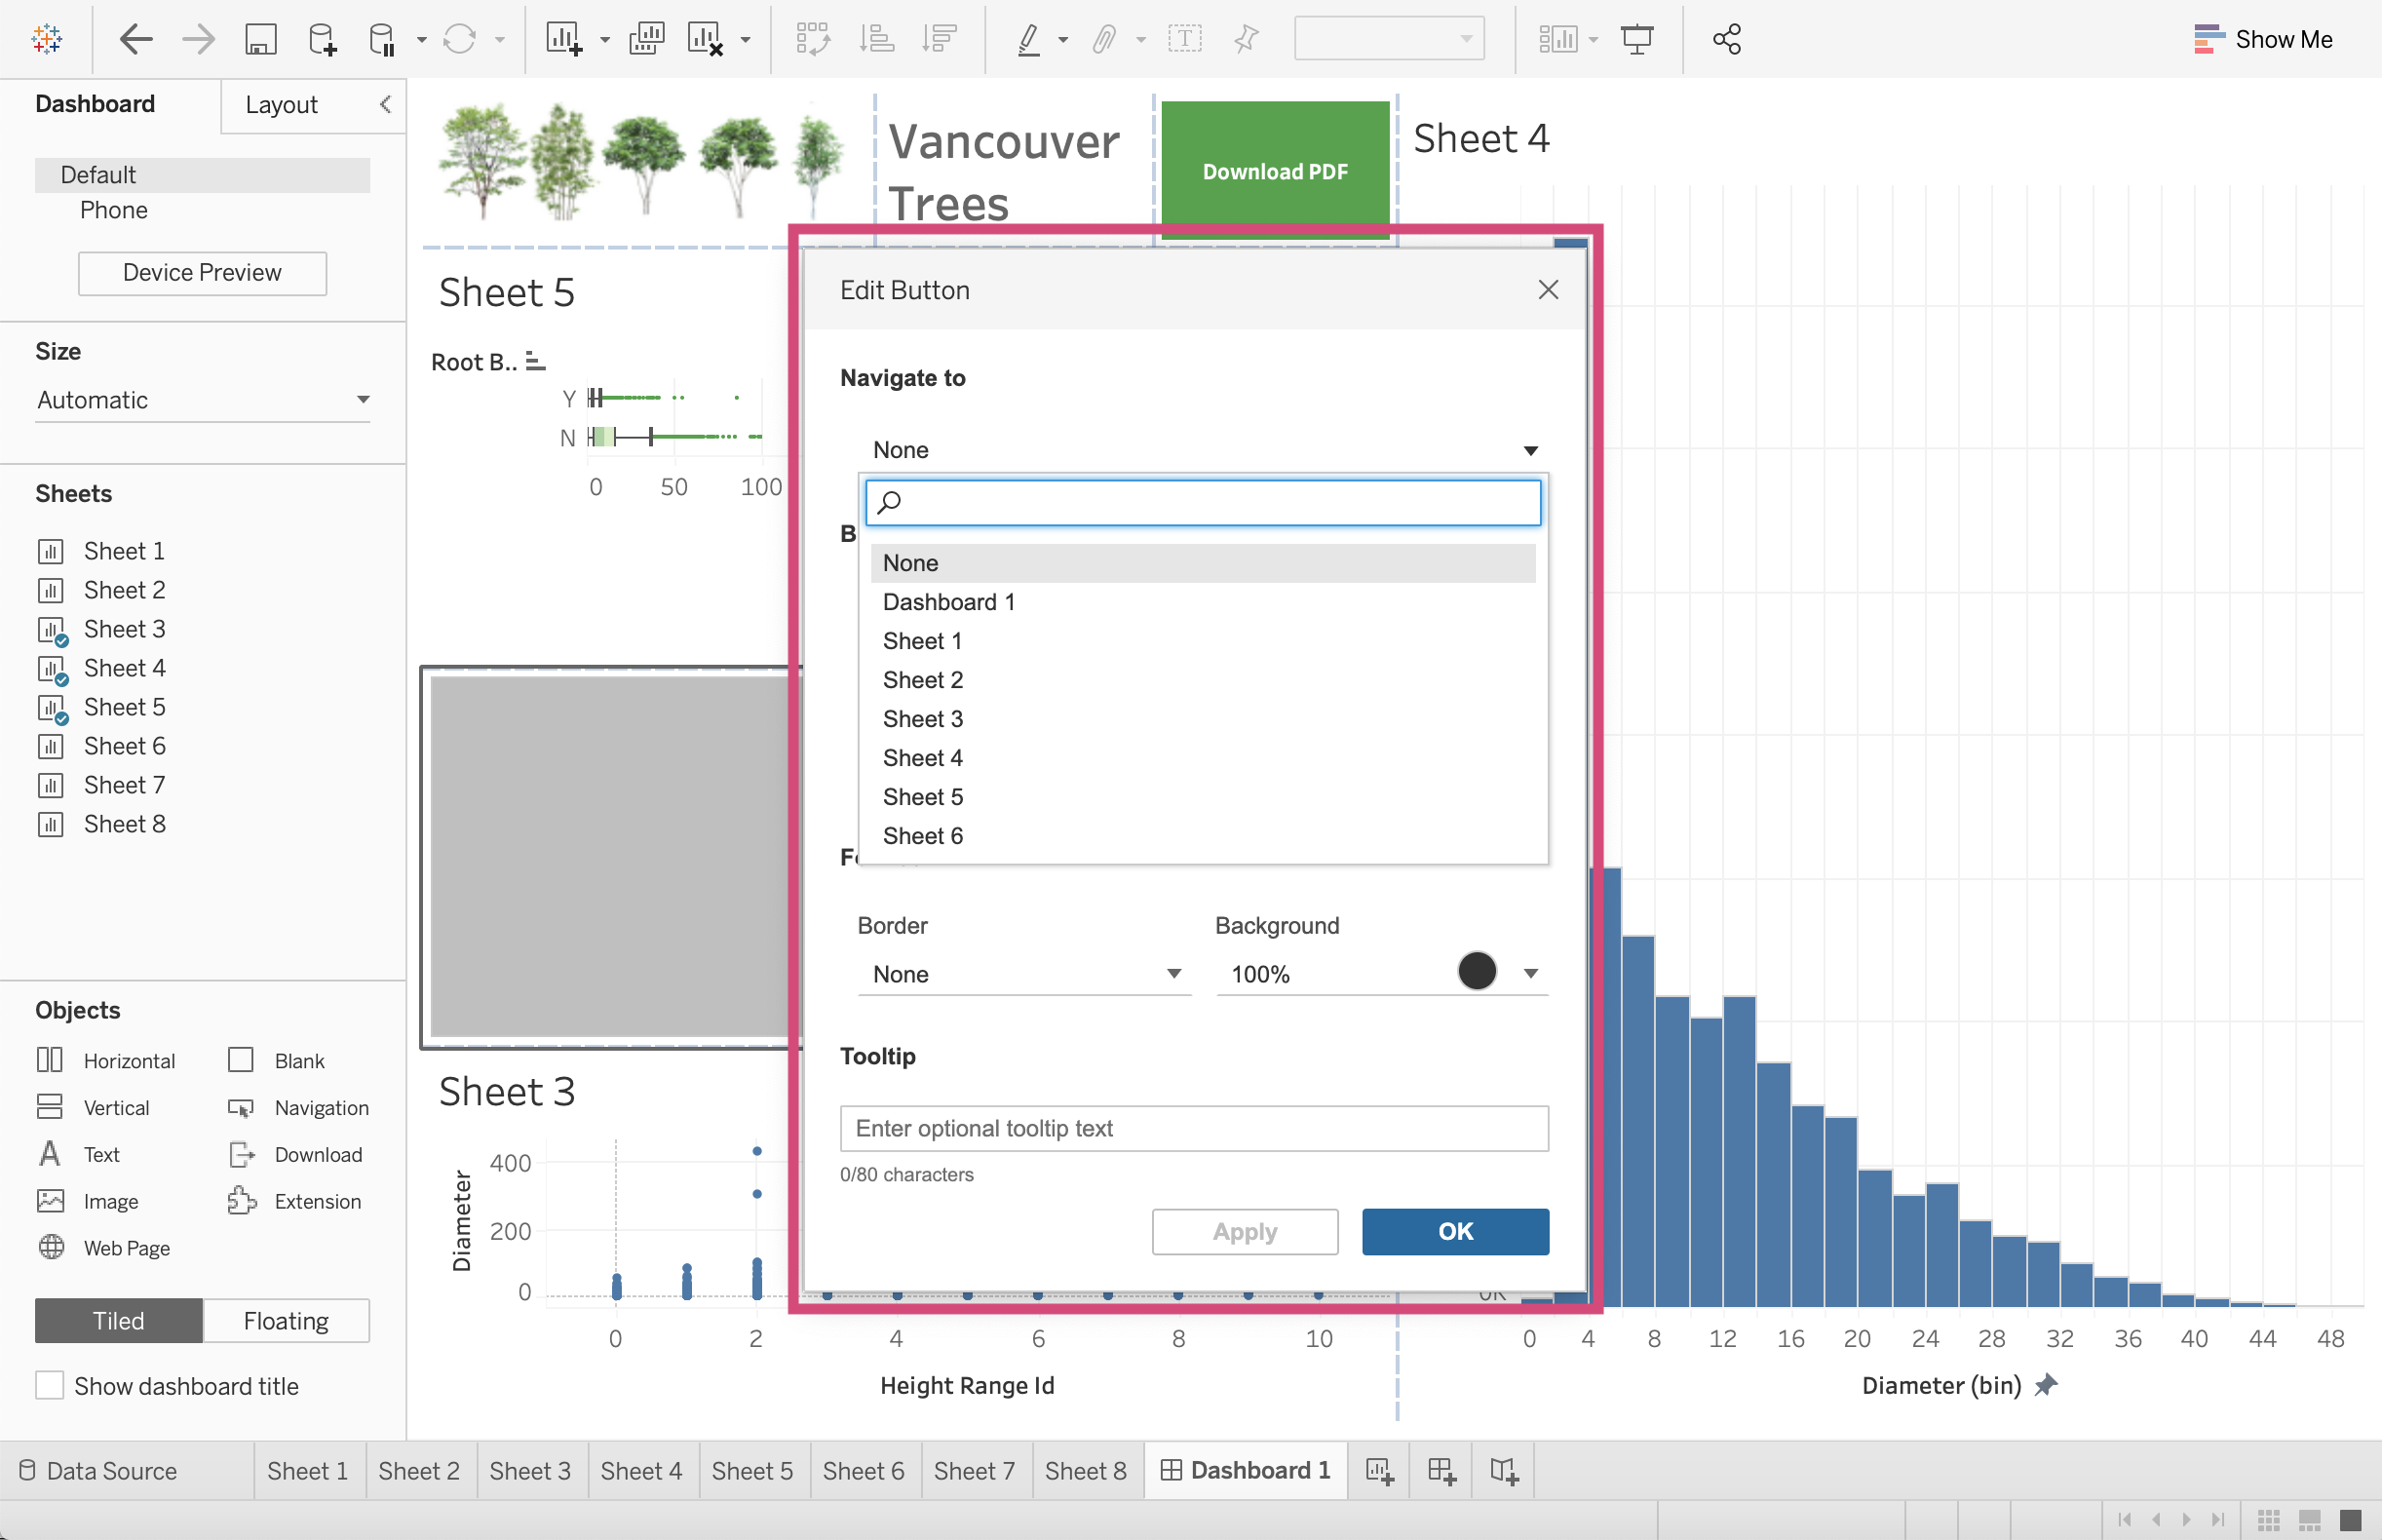 Show Me
Dashboard
Layout
Default
Phone
Device Preview
Size
Automatic
Sheets
Sheet 1
Sheet 2
Sheet 3
Sheet 4
Sheet 5
Sheet 6
Sheet 7
Sheet 8
Objects
Horizontal
Blank
Vertical
Navigation
Text
Download
Image
Extension
Web Page
Tiled
Floating
Show dashboard title
Vancouver
Trees
Download PDF
Sheet 4
Sheet 5
Root B..
Y
N
0 50 100
Edit Button
Navigate to
None
None
Dashboard 1
Sheet 1
Sheet 2
Sheet 3
Sheet 4
Sheet 5
Sheet 6
Border
Background
None
100%
Tooltip
Enter optional tooltip text
0/80 characters
Apply
OK
Sheet 3
Diameter
400
200
0
0 2 4 6 8 10
Height Range Id
0K
0 4 8 12 16 20 24 28 32 36 40 44 48
Diameter (bin)
Data Source
Sheet 1
Sheet 2
Sheet 3
Sheet 4
Sheet 5
Sheet 6
Sheet 7
Sheet 8
Dashboard 1